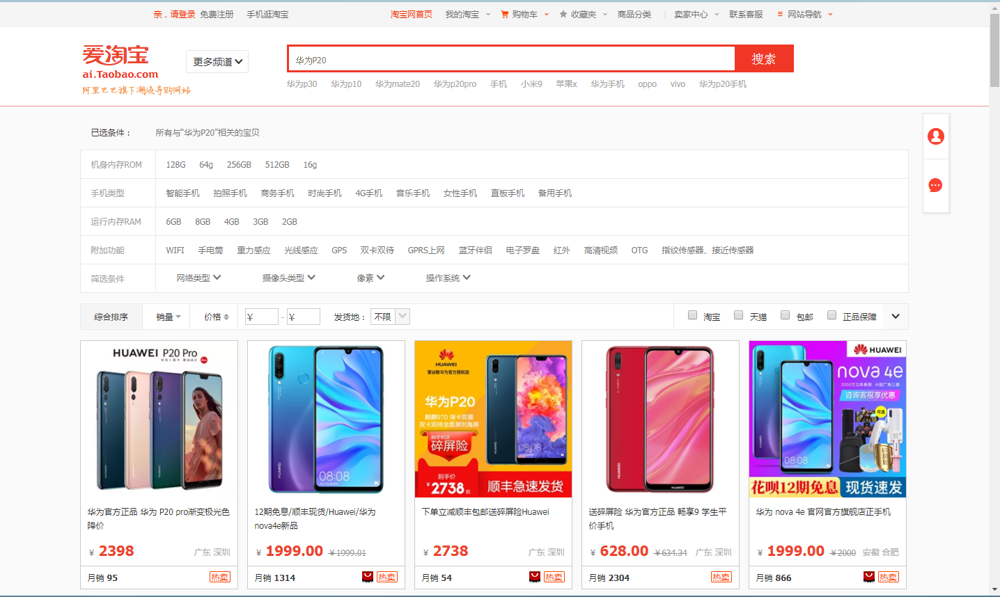 亲，请登录 免费注册 手机逛淘宝 淘宝网首页 我的淘宝 购物车 收藏夹 商品分类 卖家中心 联系客服 网站导航
爱淘宝
ai.Taobao.com
阿里巴巴旗下潮流导购网站
更多频道
华为P20 搜索
华为p30 华为p10 华为mate20 华为p20pro 手机 小米9 苹果x 华为手机 oppo vivo 华为p20手机
已选条件： 所有与“华为P20”相关的宝贝
机身内存ROM 128G 64g 256GB 512GB 16g
手机类型 智能手机 拍照手机 商务手机 时尚手机 4G手机 音乐手机 女性手机 直板手机 备用手机
运行内存RAM 6GB 8GB 4GB 3GB 2GB
附加功能 WIFI 手电筒 重力感应 光线感应 GPS 双卡双待 GPRS上网 蓝牙伴侣 电子罗盘 红外 高清视频 OTG 指纹传感器、接近传感器
筛选条件 网络类型 摄像头类型 像素 操作系统
综合排序 销量 价格 ¥ - ¥ 发货地： 不限 淘宝 天猫 包邮 正品保障
HUAWEI P20 Pro
08:08
HUAWEI
HUAWEI
爱谷歌华为官方授权店
华为P20
麒麟970 徕卡双摄
双卡双待全面屏刘海屏
购手机送
碎屏险
到手价
¥2738起
顺丰急速发货
08:08
HUAWEI
HUAWEI
HUAWEI
nova 4e
3200万立体美颜 AI超广角三摄
咨询客服享优惠
可选
08:08
花呗12期免息 现货速发
华为官方正品 华为 P20 pro渐变极光色
降价
¥ 2398 广东 深圳
月销 95 热卖
12期免息/顺丰现货/Huawei/华为
nova4e新品
¥ 1999.00 ¥1999.01
月销 1314 热卖
下单立减顺丰包邮送碎屏险Huawei
¥ 2738 广东 深圳
月销 54 热卖
送碎屏险 华为官方正品 畅享9 学生平
价手机
¥ 628.00 ¥634.34 广东 深圳
月销 2304 热卖
华为 nova 4e 官网官方旗舰店正手机
¥ 1999.00 ¥2000 安徽 合肥
月销 866 热卖